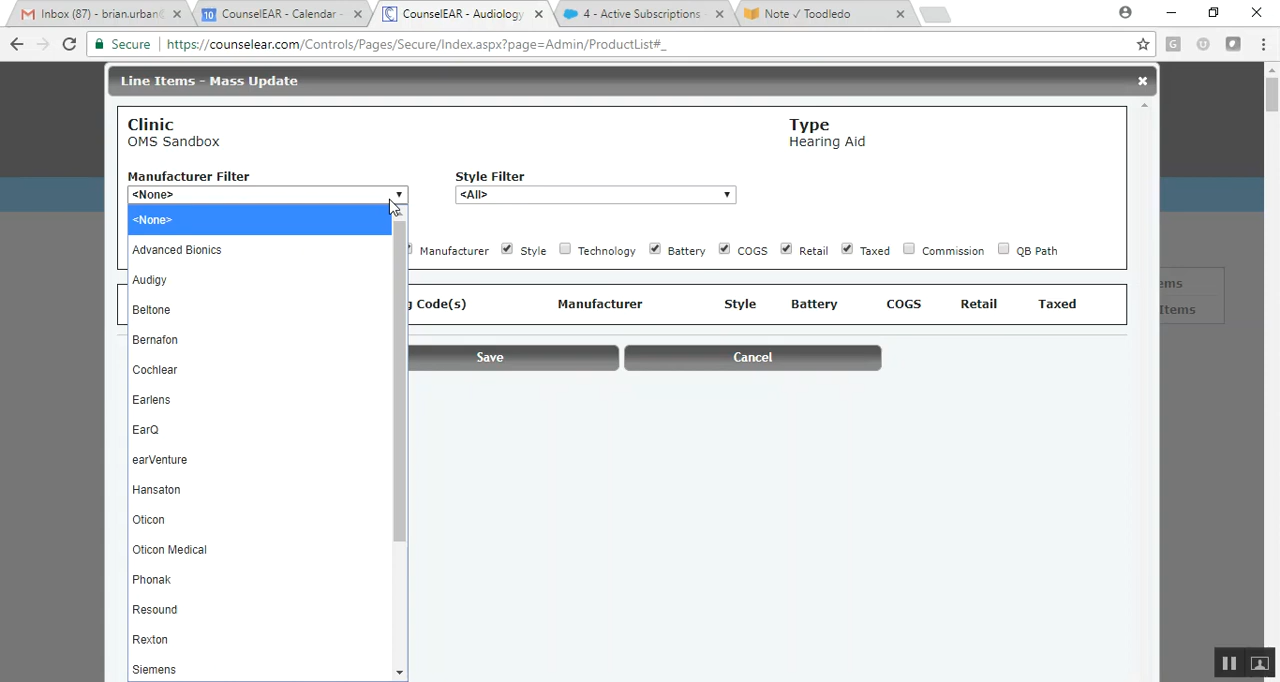 Inbox (87) - brian.urban
CounselEAR - Calendar -
CounselEAR - Audiology
4 - Active Subscriptions
Note ✓ Toodledo
Secure https://counselear.com/Controls/Pages/Secure/Index.aspx?page=Admin/ProductList#_
Line Items - Mass Update
Clinic
OMS Sandbox
Type
Hearing Aid
Manufacturer Filter
<None>
Style Filter
<All>
Manufacturer Style Technology Battery COGS Retail Taxed Commission QB Path
g Code(s) Manufacturer Style Battery COGS Retail Taxed
Save
Cancel
<None>
Advanced Bionics
Audigy
Beltone
Bernafon
Cochlear
Earlens
EarQ
earVenture
Hansaton
Oticon
Oticon Medical
Phonak
Resound
Rexton
Siemens
ems
Items